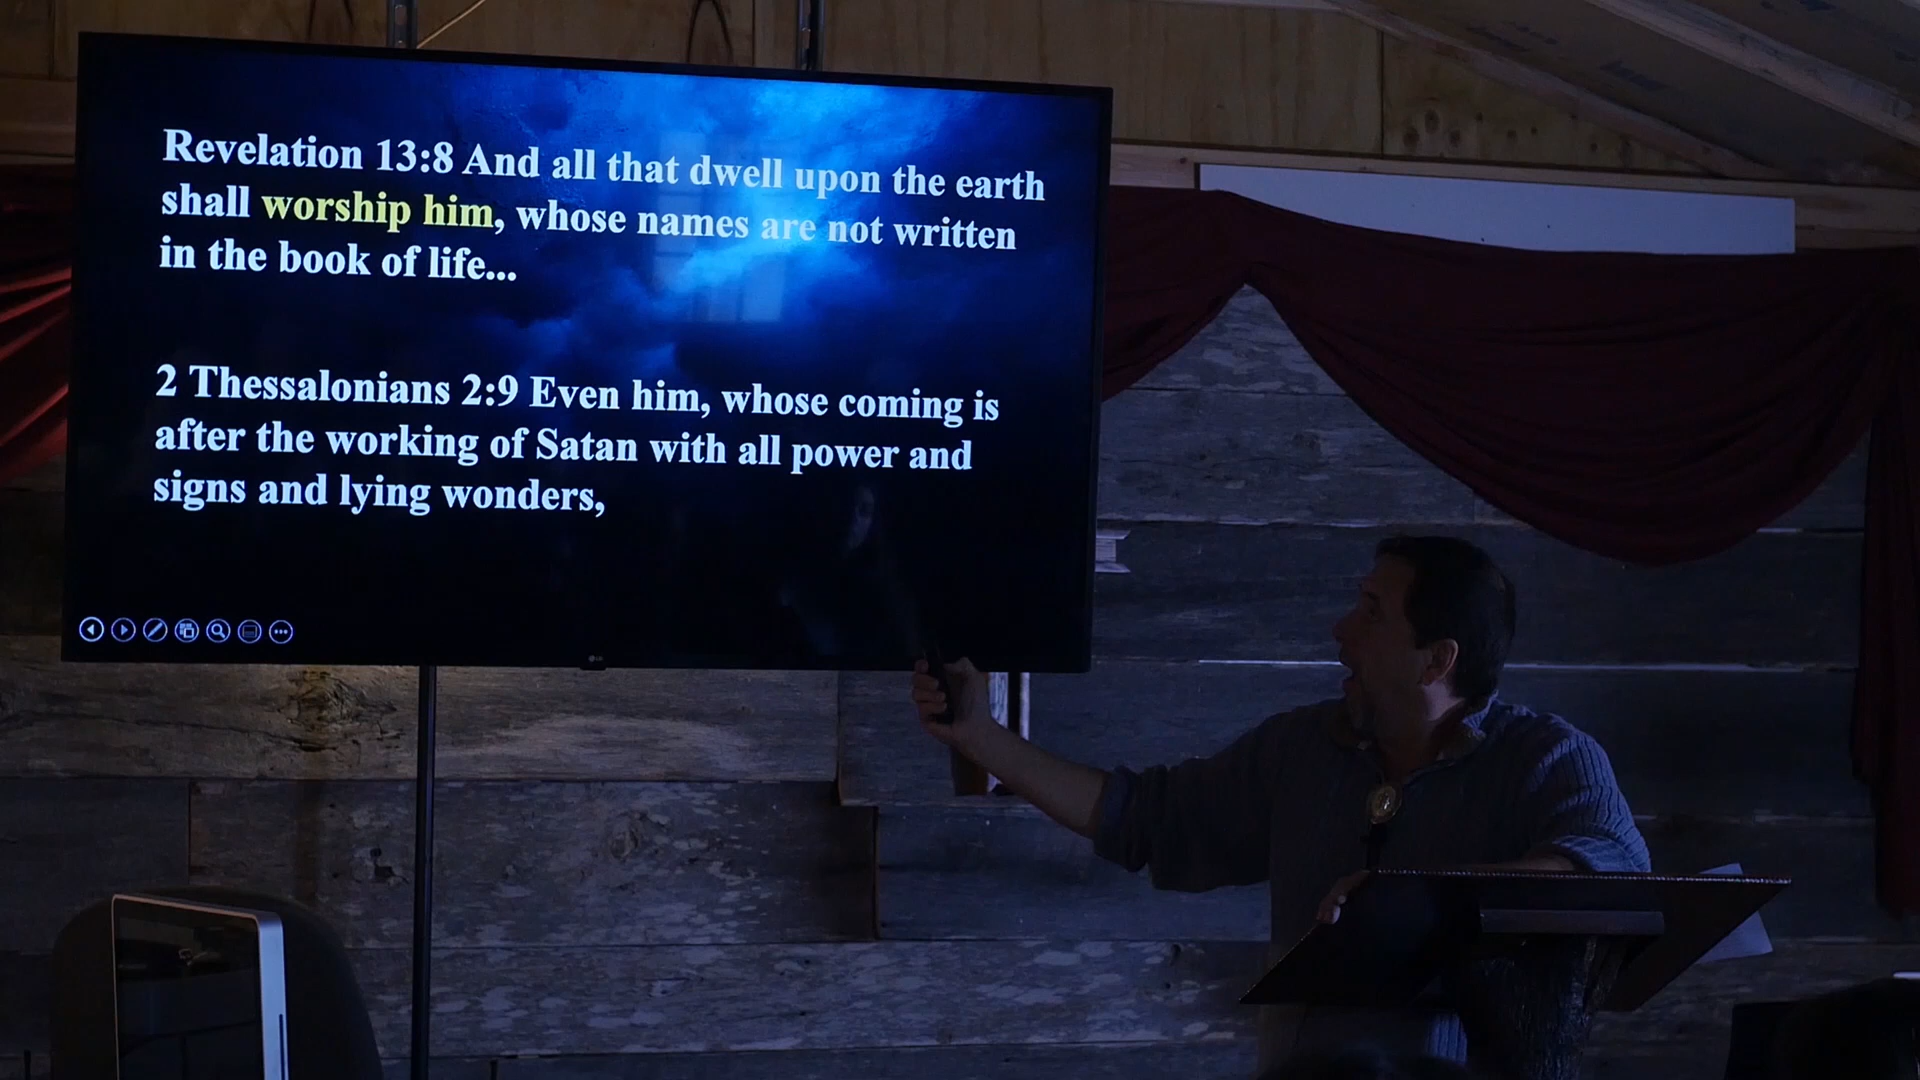 Revelation 13:8 And all that dwell upon the earth
shall worship him, whose names are not written
in the book of life...
2 Thessalonians 2:9 Even him, whose coming is
after the working of Satan with all power and
signs and lying wonders,
LG